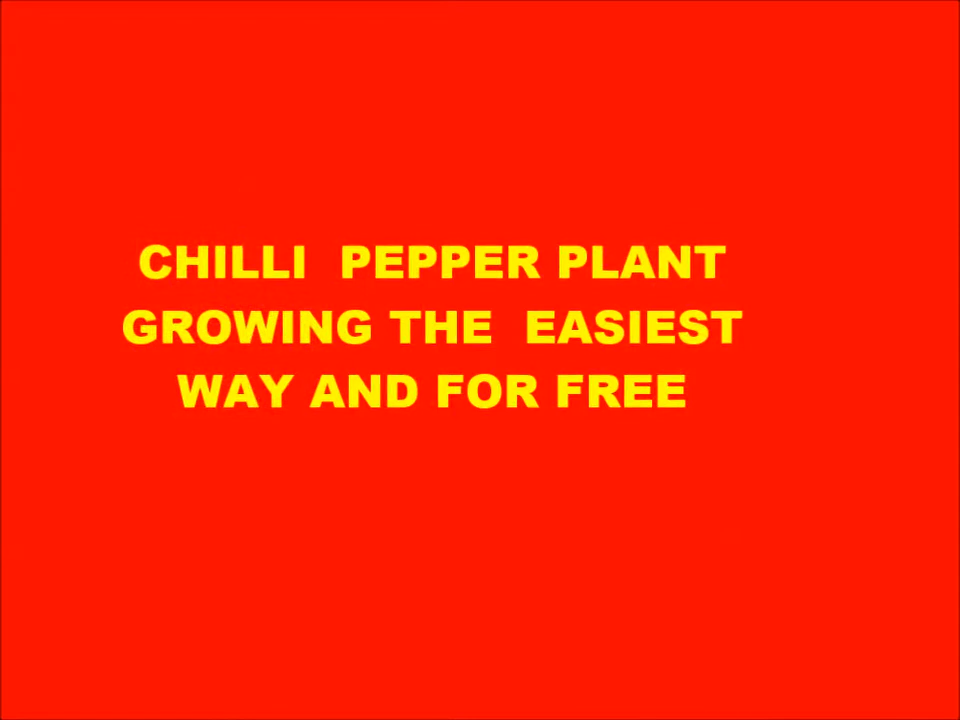 CHILLI  PEPPER PLANT
GROWING THE  EASIEST
WAY AND FOR FREE